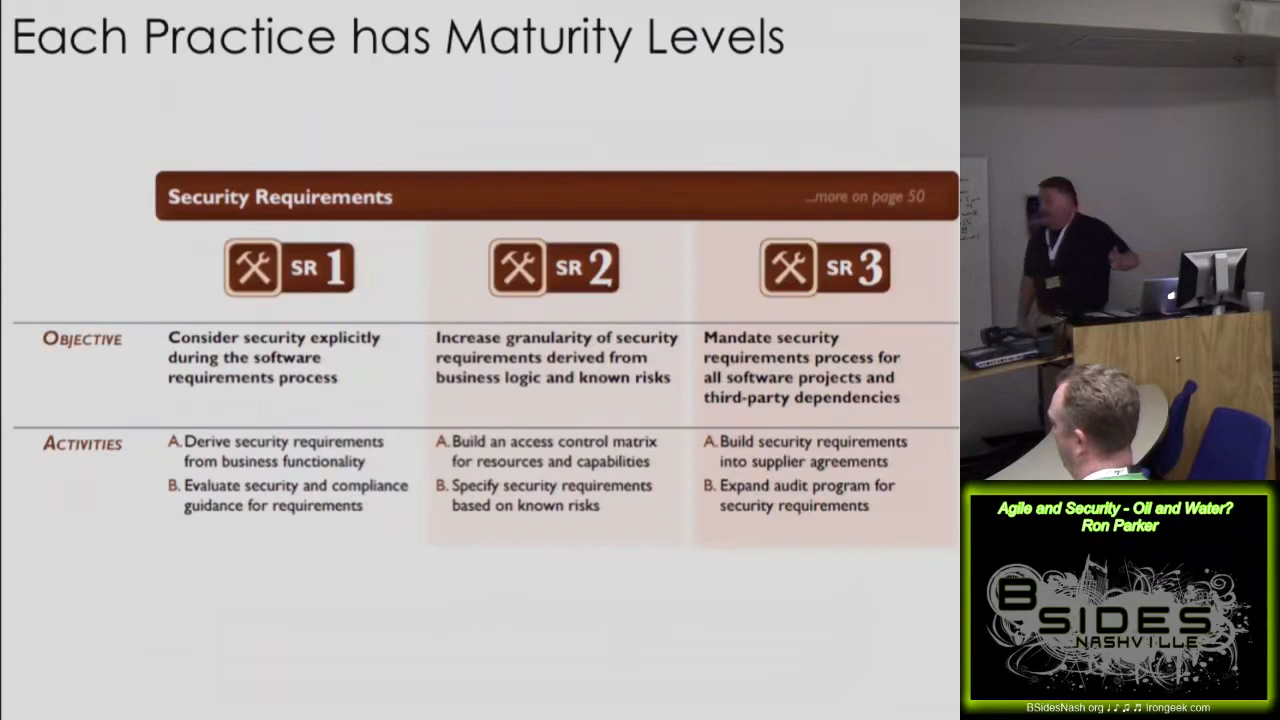 Each Practice has Maturity Levels
Security Requirements
...more on page 50
SR 1
SR 2
SR 3
OBJECTIVE
Consider security explicitly
during the software
requirements process
Increase granularity of security
requirements derived from
business logic and known risks
Mandate security
requirements process for
all software projects and
third-party dependencies
ACTIVITIES
A. Derive security requirements
from business functionality
B. Evaluate security and compliance
guidance for requirements
A. Build an access control matrix
for resources and capabilities
B. Specify security requirements
based on known risks
A. Build security requirements
into supplier agreements
B. Expand audit program for
security requirements
Agile and Security - Oil and Water?
Ron Parker
BSIDES
NASHVILLE
BSidesNash.org ♩ ♪ ♫ ♬ Irongeek.com